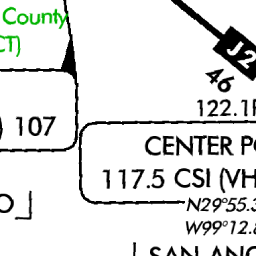 County
CT)
J2
46
122.1
) 107
CENTER P
117.5 CSI (VH
N29°55.3
W99°12.8
O
SAN ANG